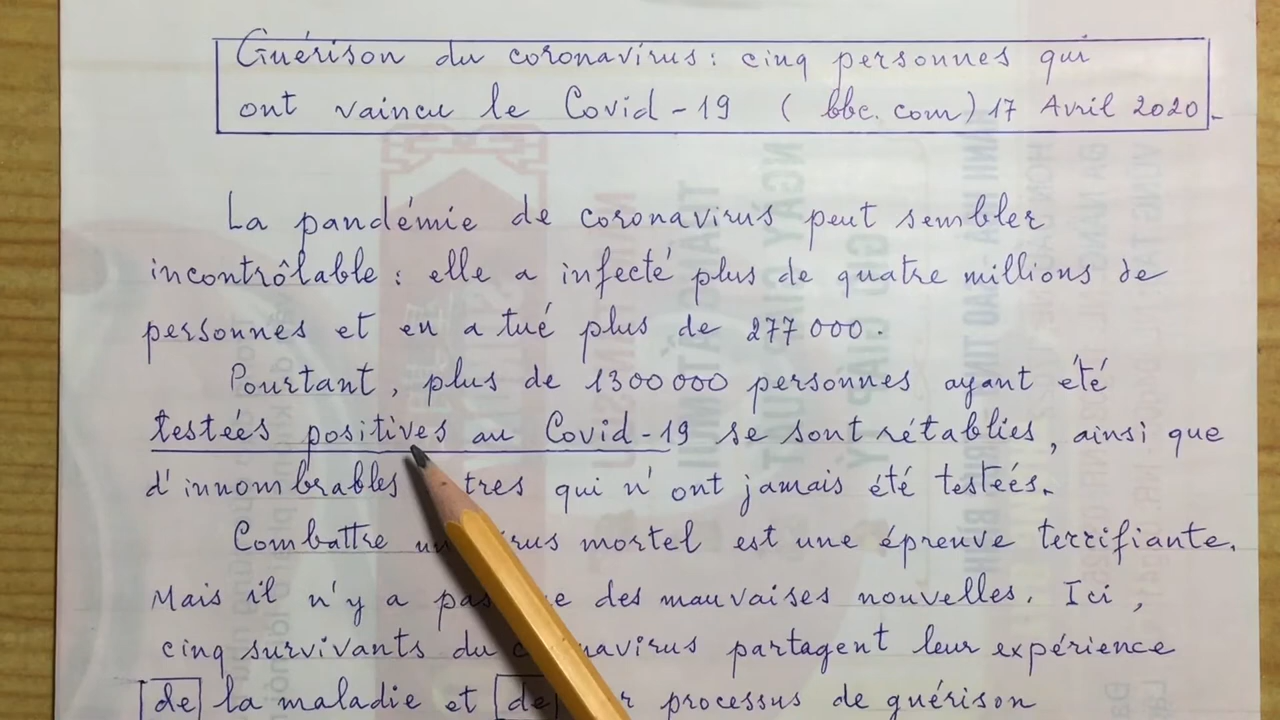 Guérison du coronavirus : cinq personnes qui
ont vaincu le Covid-19 (bbc.com) 17 Avril 2020.
La pandémie de coronavirus peut sembler
incontrôlable : elle a infecté plus de quatre millions de
personnes et en a tué plus de 277 000.
Pourtant, plus de 1300 000 personnes ayant été
testées positives au Covid-19 se sont rétablies, ainsi que
d'innombrables tres qui n'ont jamais été testées.
Combattre un rus mortel est une épreuve terrifiante.
Mais il n'y a pas e des mauvaises nouvelles. Ici,
cinq survivants du c navirus partagent leur expérience
de la maladie et de r processus de guérison